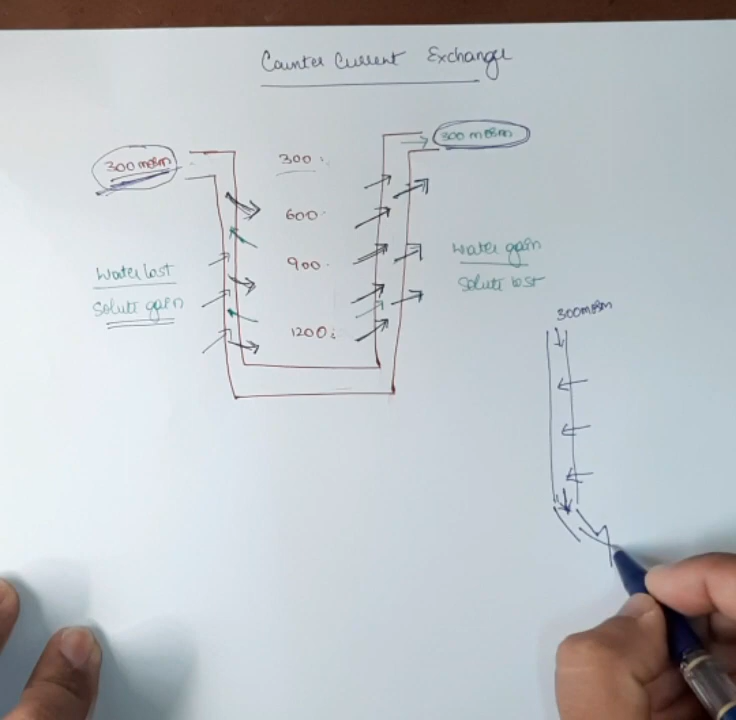 Counter Current Exchange
300 mosm
300
300 mosm
600
900
1200
Water lost
Solute gain
Water gain
Solute lost
300mosm